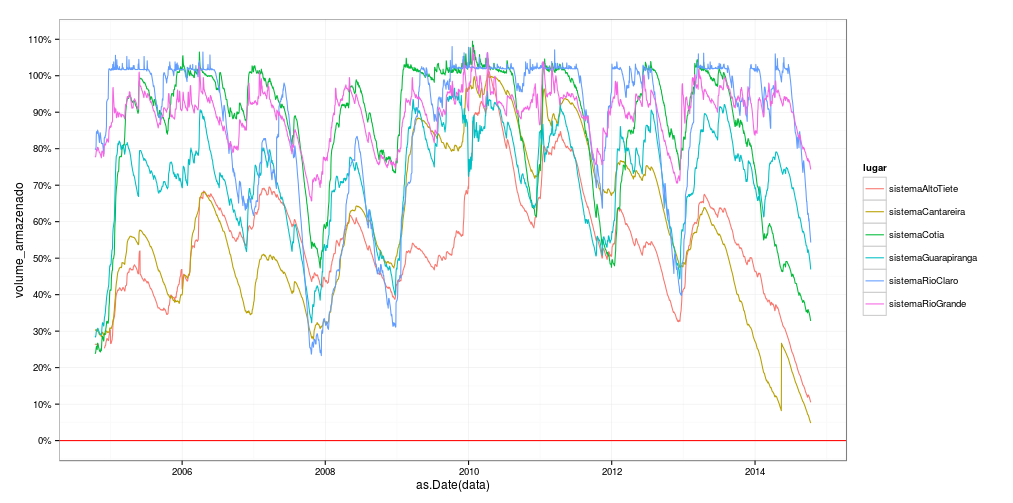 volume_armazenado
110%
100%
90%
80%
70%
60%
50%
40%
30%
20%
10%
0%
2006 2008 2010 2012 2014
as.Date(data)
lugar
sistemaAltoTiete
sistemaCantareira
sistemaCotia
sistemaGuarapiranga
sistemaRioClaro
sistemaRioGrande